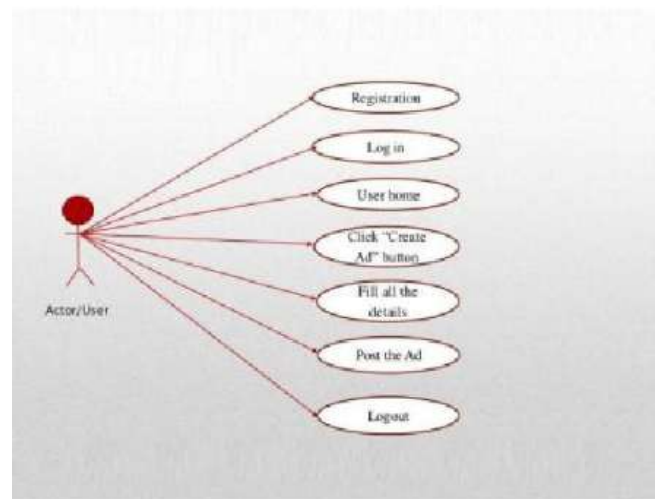 Registration
Log in
User home
Click "Create
Ad" button
Fill all the
details
Actor/User
Post the Ad
Logout